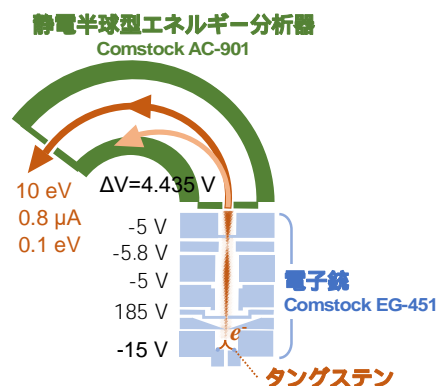 静電半球型エネルギー分析器
Comstock AC-901
10 eV
0.8 µA
0.1 eV
ΔV=4.435 V
-5 V
-5.8 V
-5 V
185 V
-15 V
e-
電子銃
Comstock EG-451
タングステン